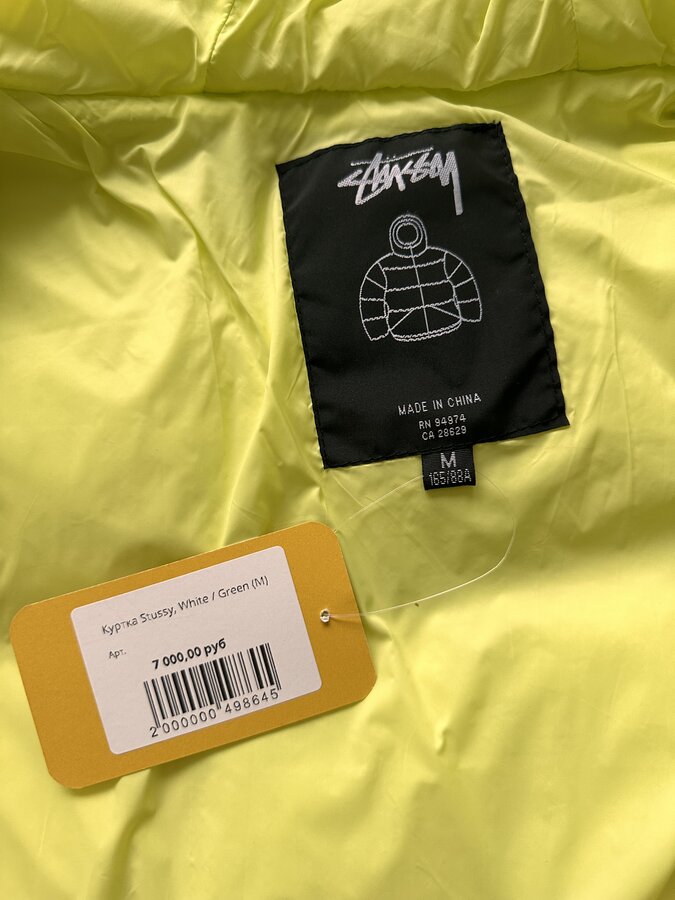 STÜSSY
MADE IN CHINA
RN 94974
CA 28629
M
165/88A
Куртка Stussy, White / Green (M)
Арт.
7 000,00 руб
2 000000 498645